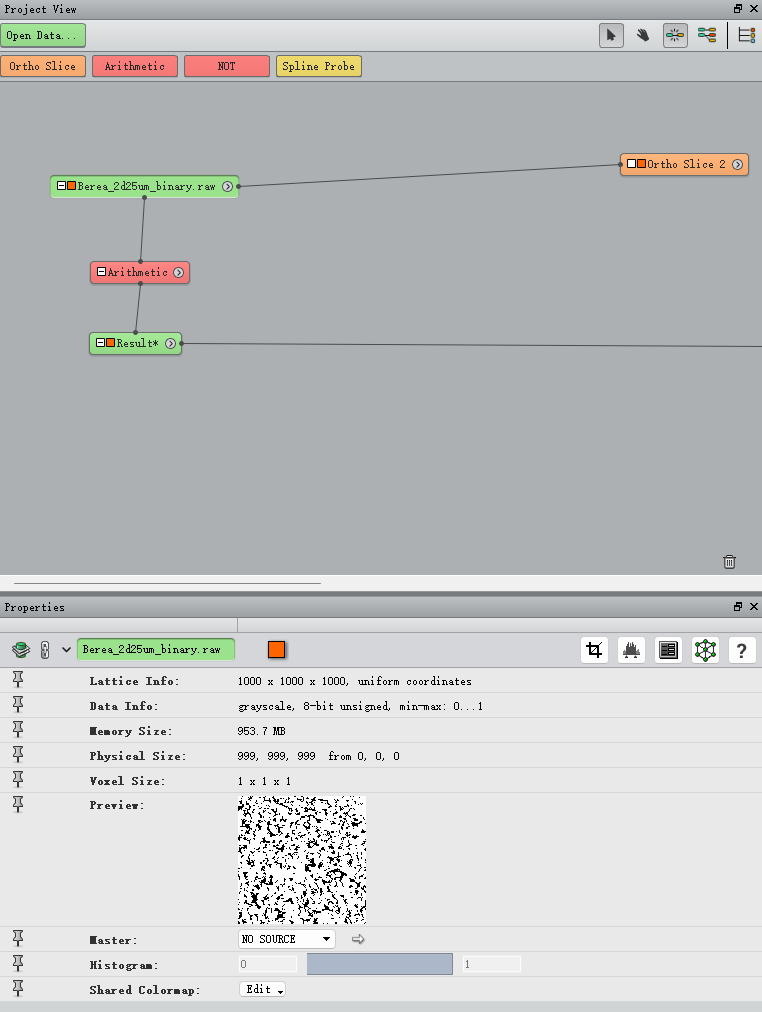 Project View
Open Data...
Ortho Slice Arithmetic NOT Spline Probe
Ortho Slice 2
Berea_2d25um_binary.raw
Arithmetic
Result*
Properties
Berea_2d25um_binary.raw ?
Lattice Info: 1000 x 1000 x 1000, uniform coordinates
Data Info: grayscale, 8-bit unsigned, min-max: 0...1
Memory Size: 953.7 MB
Physical Size: 999, 999, 999 from 0, 0, 0
Voxel Size: 1 x 1 x 1
Preview:
Master: NO SOURCE
Histogram: 0 1
Shared Colormap: Edit